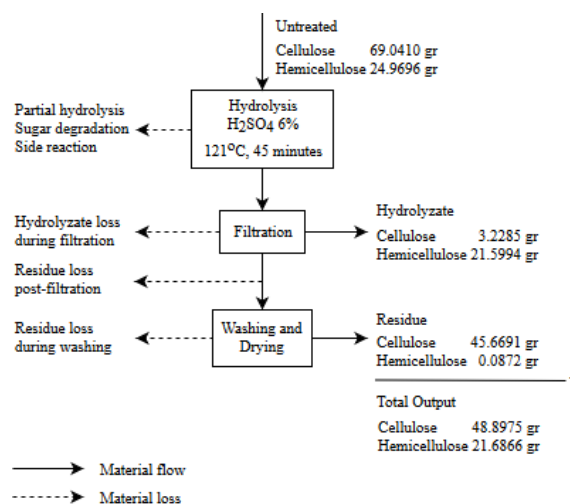 Untreated
Cellulose 69.0410 gr
Hemicellulose 24.9696 gr
Hydrolysis
H₂SO₄ 6%
121°C, 45 minutes
Partial hydrolysis
Sugar degradation
Side reaction
Filtration
Hydrolyzate loss
during filtration
Hydrolyzate
Cellulose 3.2285 gr
Hemicellulose 21.5994 gr
Residue loss
post-filtration
Washing and
Drying
Residue loss
during washing
Residue
Cellulose 45.6691 gr
Hemicellulose 0.0872 gr
Total Output
Cellulose 48.8975 gr
Hemicellulose 21.6866 gr
Material flow
Material loss